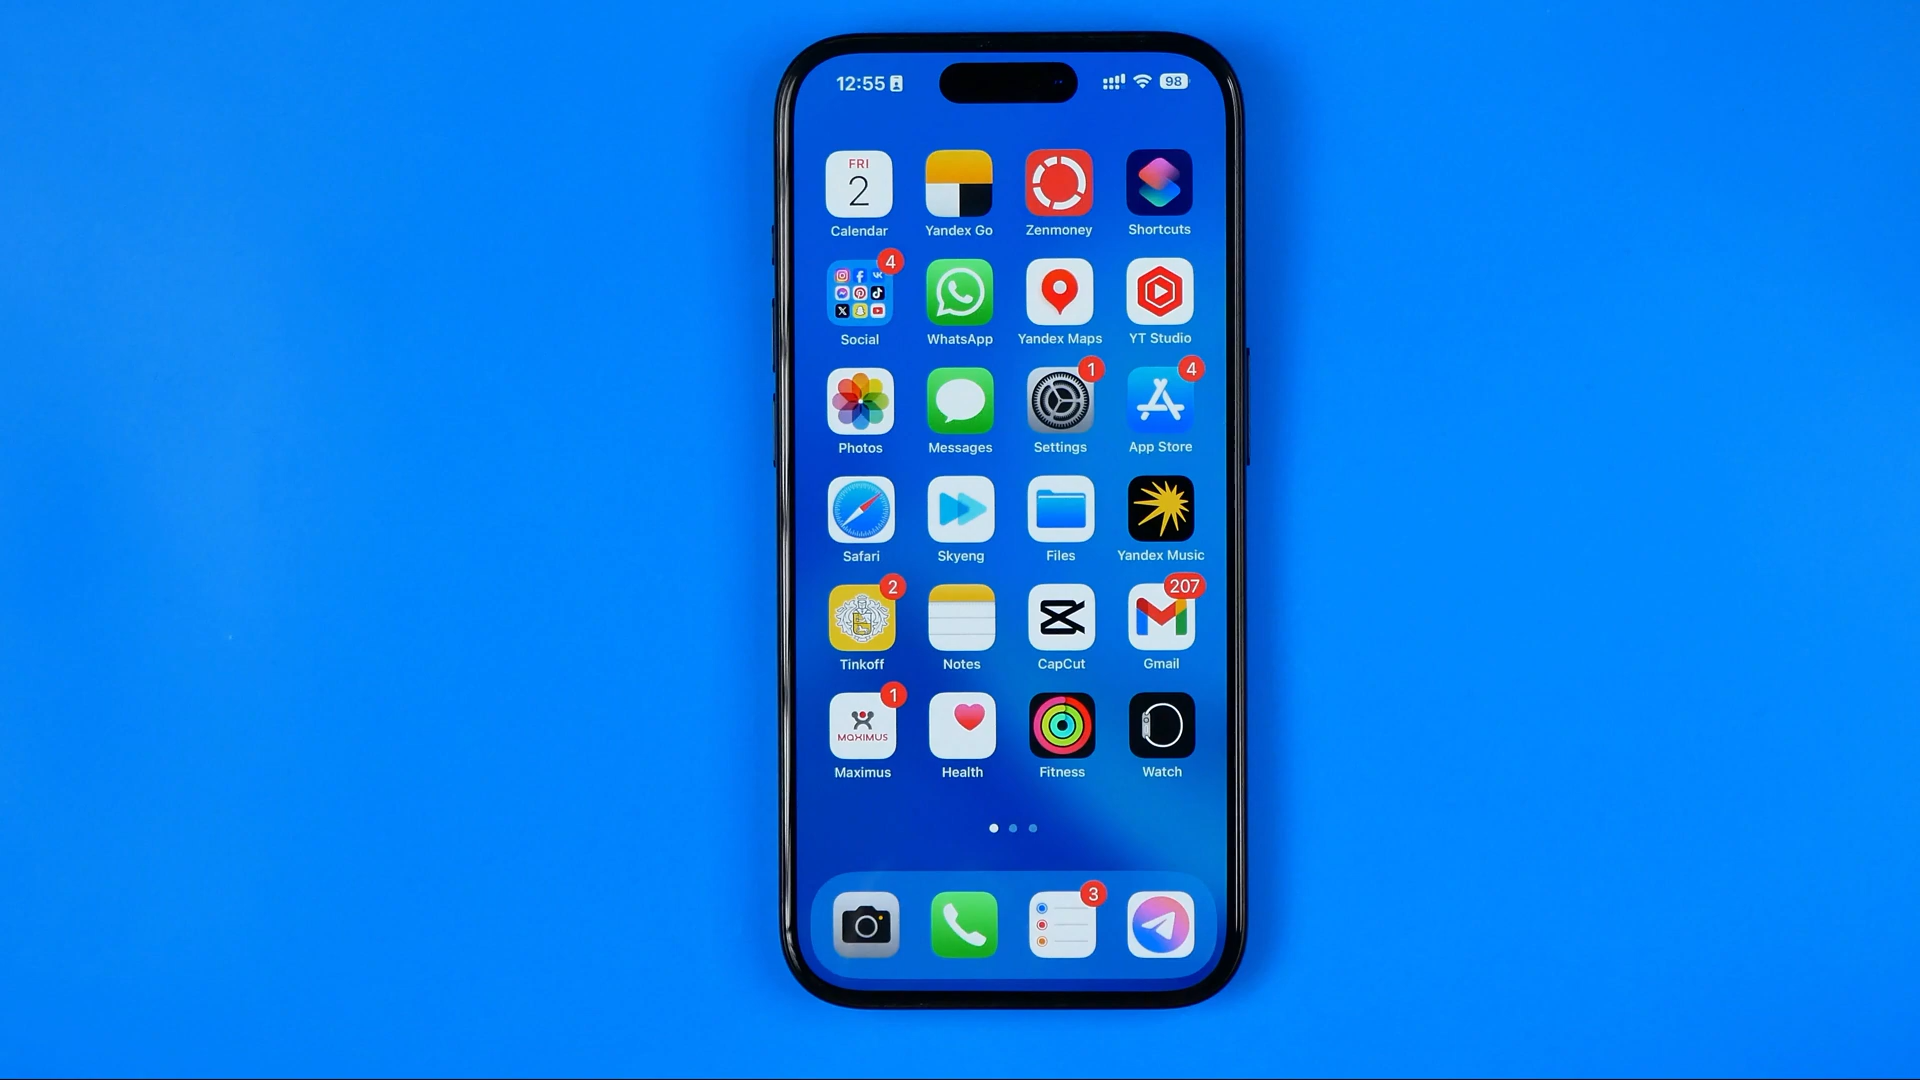 12:55
98
FRI
2
Calendar
Yandex Go
Zenmoney
Shortcuts
4
Social
WhatsApp
Yandex Maps
YT Studio
1
4
Photos
Messages
Settings
App Store
Safari
Skyeng
Files
Yandex Music
2
207
Tinkoff
Notes
CapCut
Gmail
1
MAXIMUS
Maximus
Health
Fitness
Watch
3